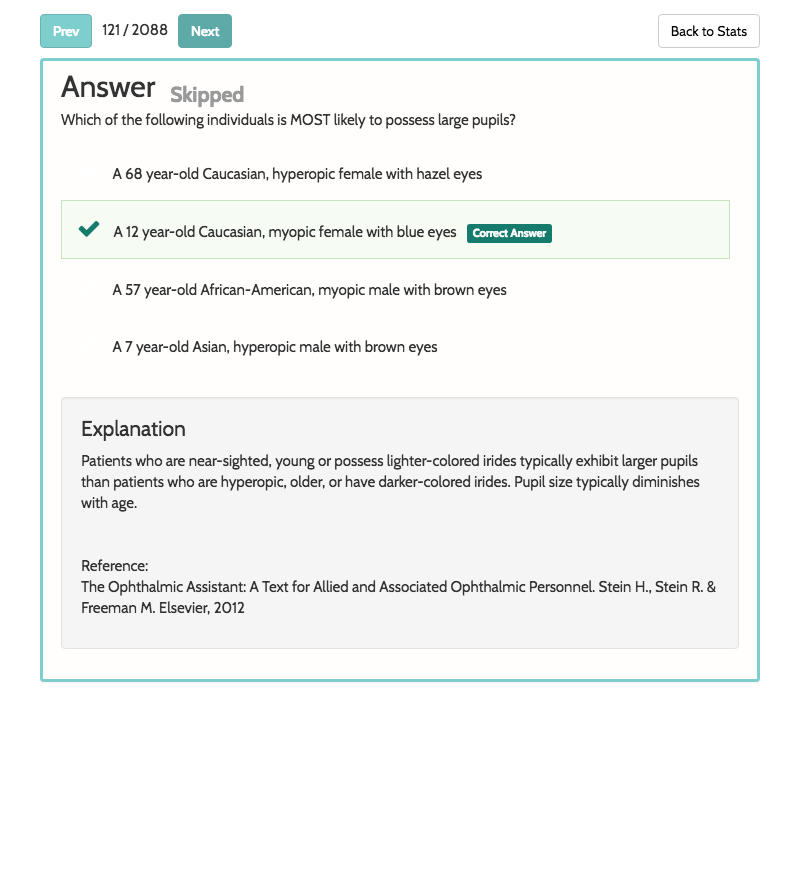 Prev 121 / 2088 Next Back to Stats
Answer Skipped
Which of the following individuals is MOST likely to possess large pupils?
A 68 year-old Caucasian, hyperopic female with hazel eyes
A 12 year-old Caucasian, myopic female with blue eyes Correct Answer
A 57 year-old African-American, myopic male with brown eyes
A 7 year-old Asian, hyperopic male with brown eyes
Explanation
Patients who are near-sighted, young or possess lighter-colored irides typically exhibit larger pupils
than patients who are hyperopic, older, or have darker-colored irides. Pupil size typically diminishes
with age.
Reference:
The Ophthalmic Assistant: A Text for Allied and Associated Ophthalmic Personnel. Stein H., Stein R. &
Freeman M. Elsevier, 2012